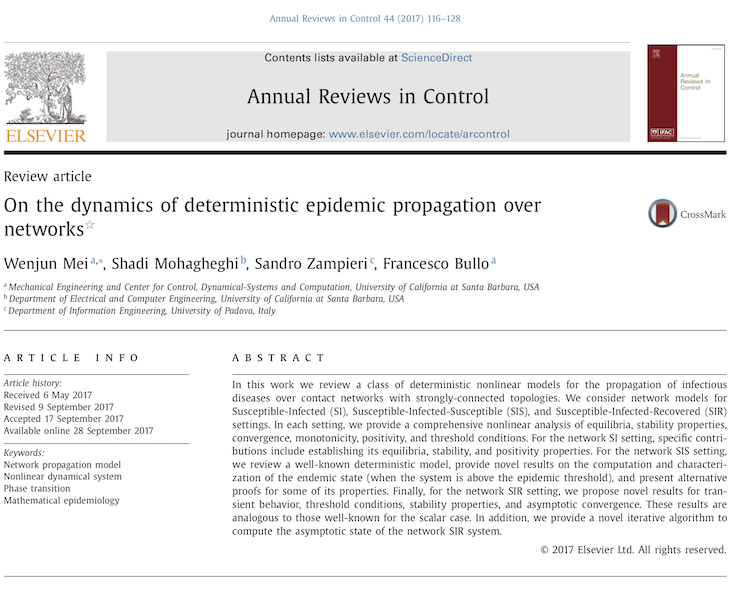 Annual Reviews in Control 44 (2017) 116–128
Contents lists available at ScienceDirect
Annual Reviews in Control
journal homepage: www.elsevier.com/locate/arcontrol
ELSEVIER
Annual
Reviews in
Control
IFAC
Review article
On the dynamics of deterministic epidemic propagation over
networks☆
CrossMark
Wenjun Mei a,*, Shadi Mohagheghi b, Sandro Zampieri c, Francesco Bullo a
a Mechanical Engineering and Center for Control, Dynamical-Systems and Computation, University of California at Santa Barbara, USA
b Department of Electrical and Computer Engineering, University of California at Santa Barbara, USA
c Department of Information Engineering, University of Padova, Italy
ARTICLE INFO
Article history:
Received 6 May 2017
Revised 9 September 2017
Accepted 17 September 2017
Available online 28 September 2017
Keywords:
Network propagation model
Nonlinear dynamical system
Phase transition
Mathematical epidemiology
ABSTRACT
In this work we review a class of deterministic nonlinear models for the propagation of infectious
diseases over contact networks with strongly-connected topologies. We consider network models for
Susceptible-Infected (SI), Susceptible-Infected-Susceptible (SIS), and Susceptible-Infected-Recovered (SIR)
settings. In each setting, we provide a comprehensive nonlinear analysis of equilibria, stability properties,
convergence, monotonicity, positivity, and threshold conditions. For the network SI setting, specific contri-
butions include establishing its equilibria, stability, and positivity properties. For the network SIS setting,
we review a well-known deterministic model, provide novel results on the computation and characteri-
zation of the endemic state (when the system is above the epidemic threshold), and present alternative
proofs for some of its properties. Finally, for the network SIR setting, we propose novel results for tran-
sient behavior, threshold conditions, stability properties, and asymptotic convergence. These results are
analogous to those well-known for the scalar case. In addition, we provide a novel iterative algorithm to
compute the asymptotic state of the network SIR system.
© 2017 Elsevier Ltd. All rights reserved.